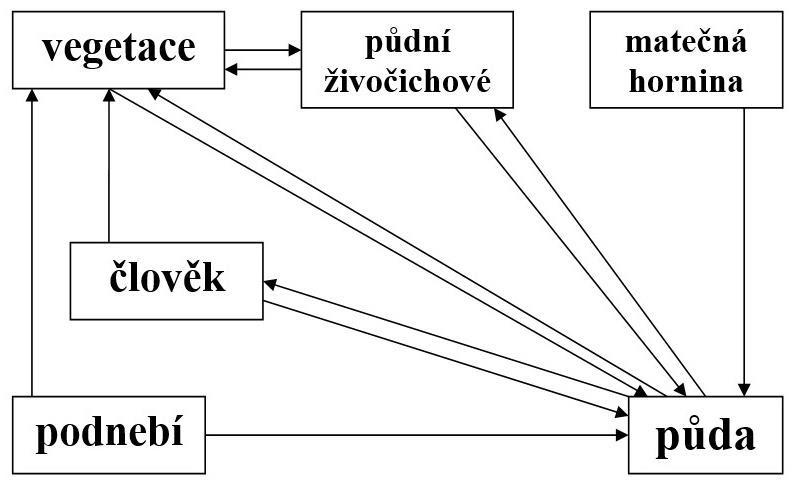 vegetace
půdní
živočichové
matečná
hornina
člověk
podnebí
půda